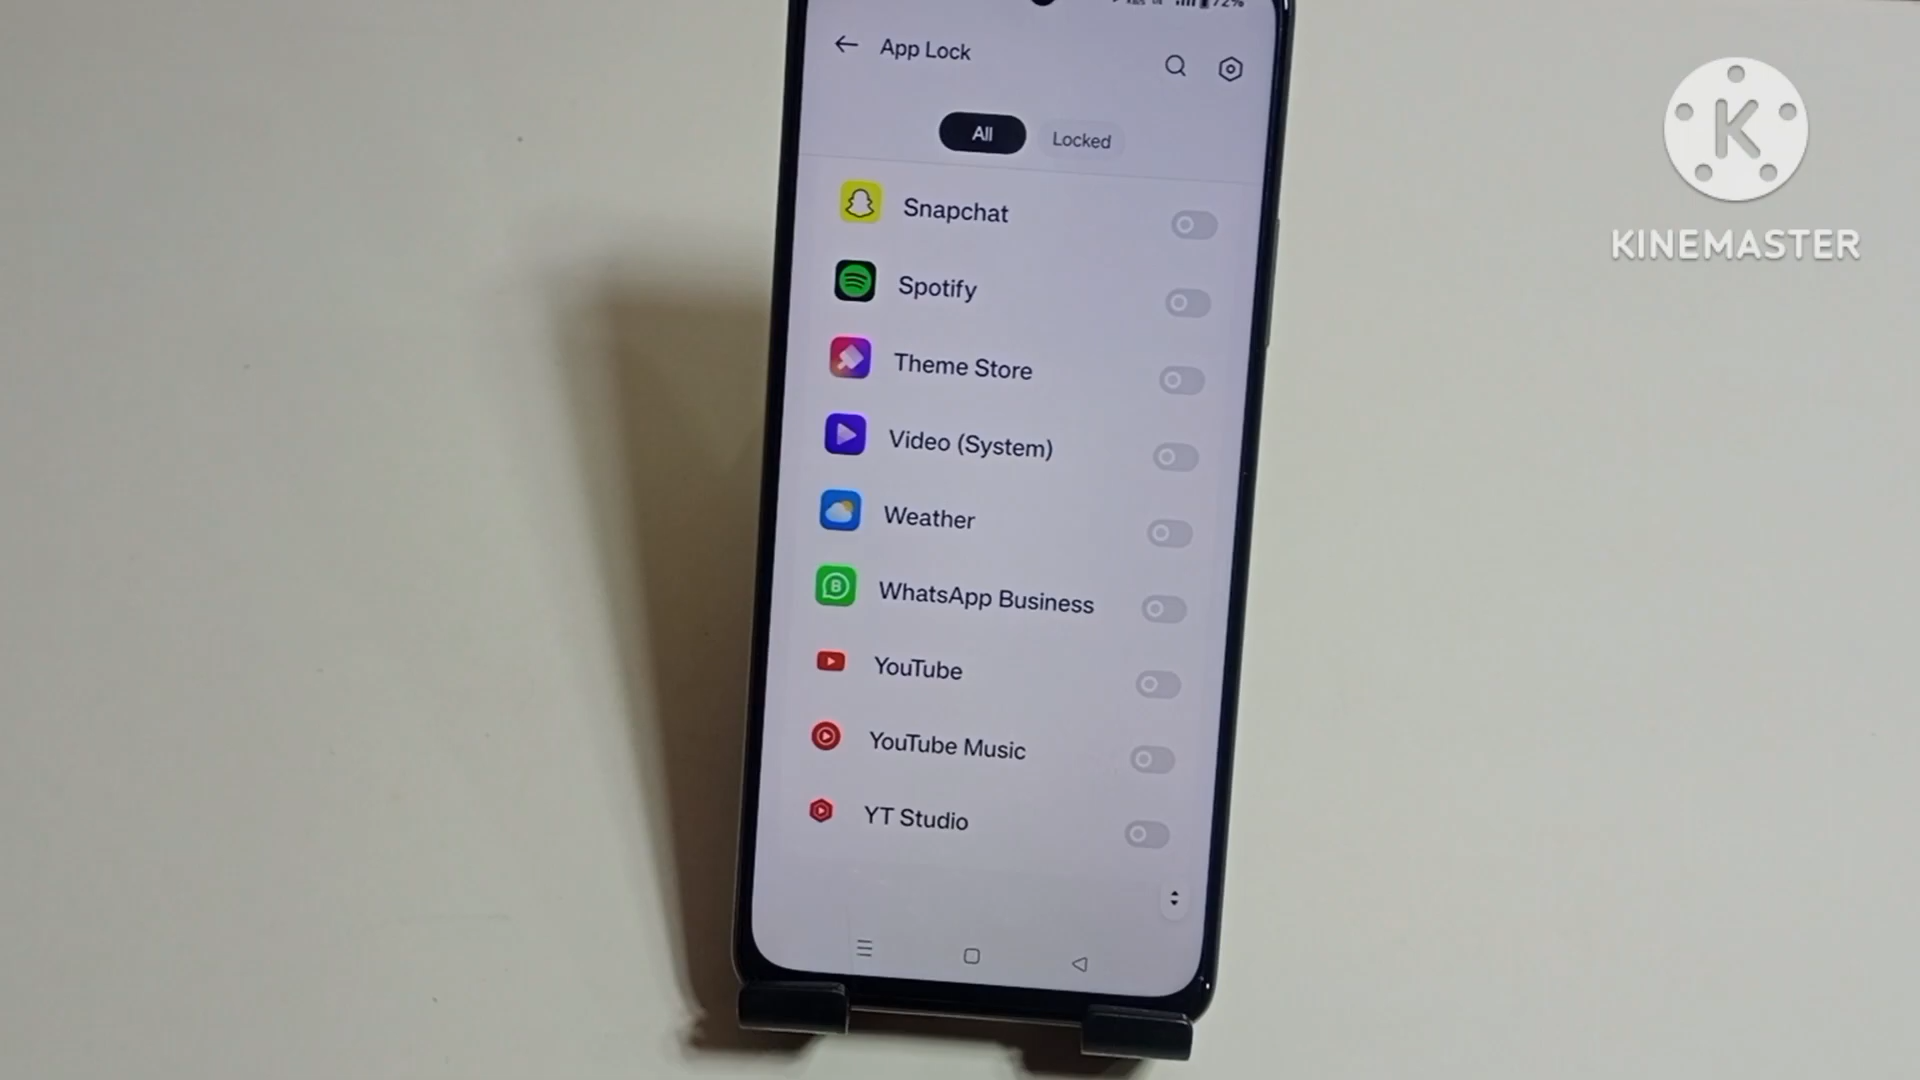 72%
App Lock
All
Locked
Snapchat
Spotify
Theme Store
Video (System)
Weather
WhatsApp Business
YouTube
YouTube Music
YT Studio
K
KINEMASTER